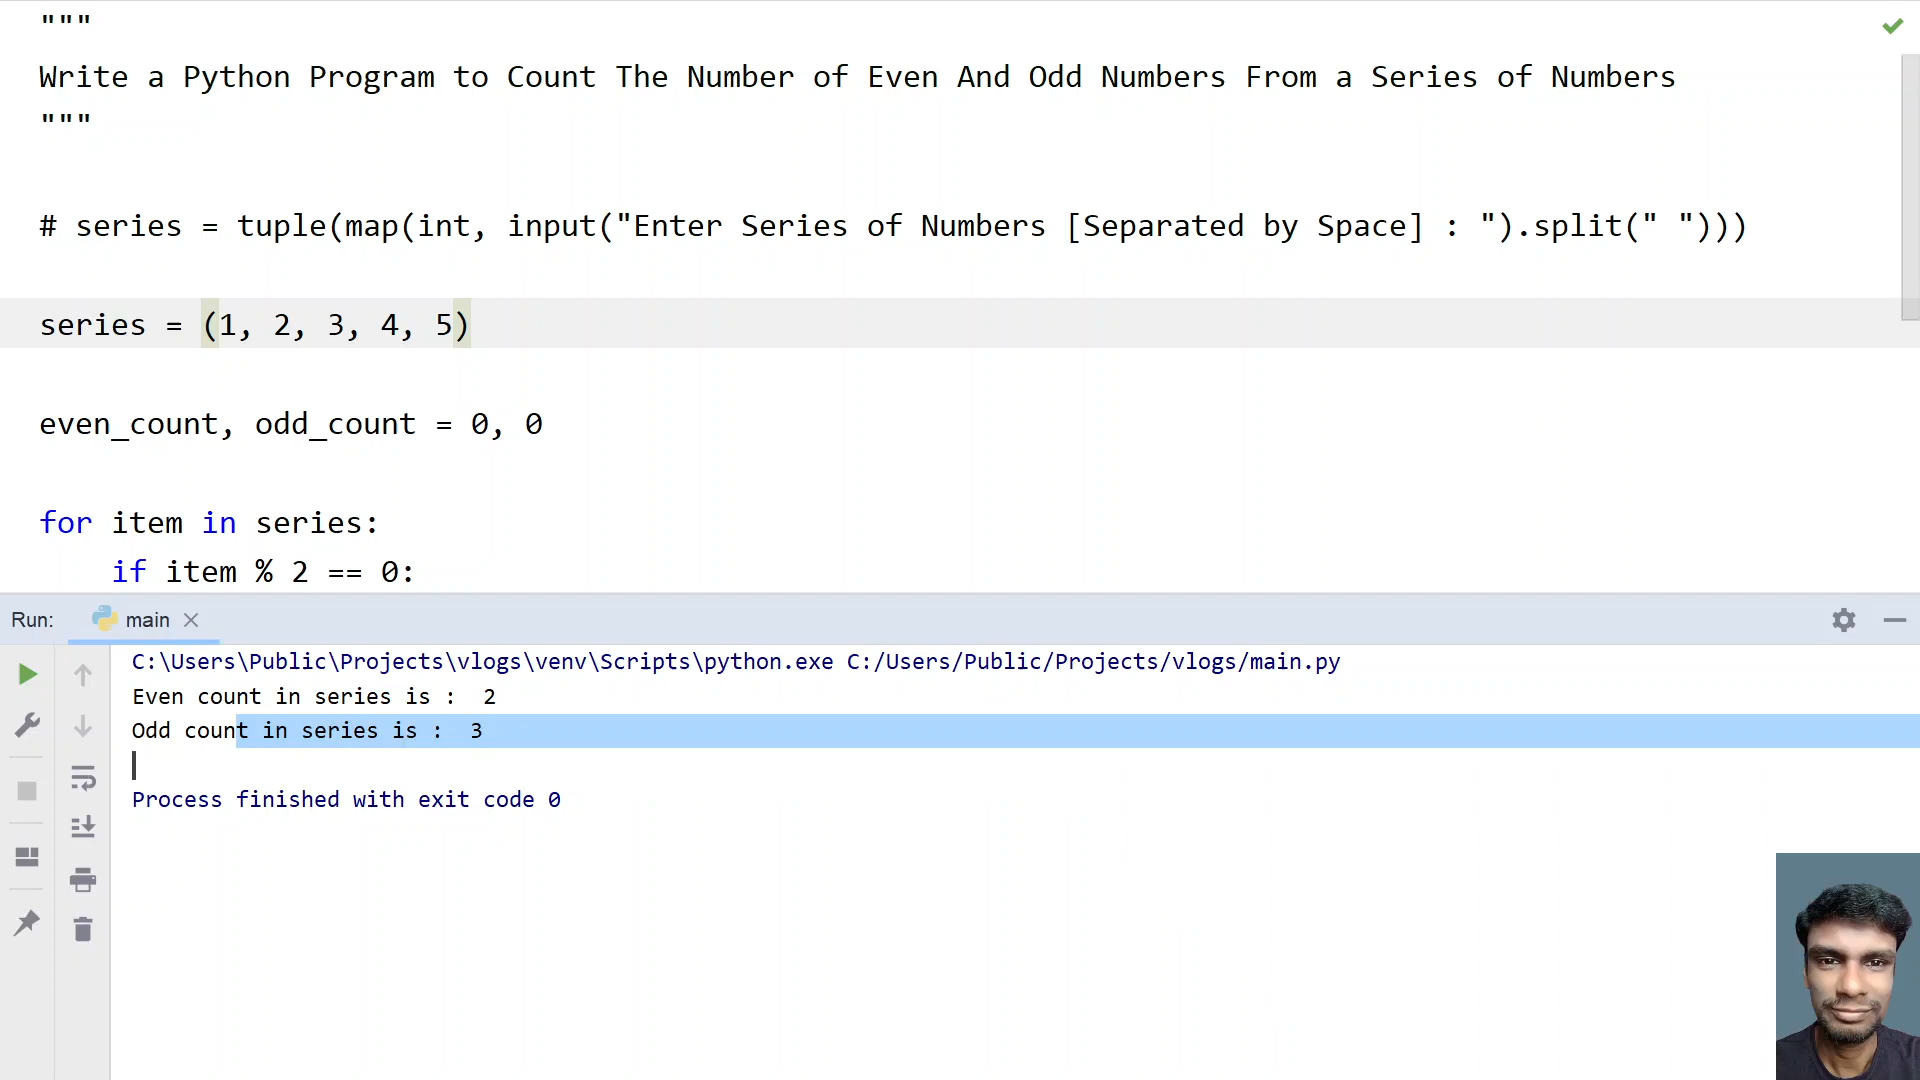 """
Write a Python Program to Count The Number of Even And Odd Numbers From a Series of Numbers
"""
# series = tuple(map(int, input("Enter Series of Numbers [Separated by Space] : ").split(" ")))
series = (1, 2, 3, 4, 5)
even_count, odd_count = 0, 0
for item in series:
    if item % 2 == 0:
Run: main
C:\Users\Public\Projects\vlogs\venv\Scripts\python.exe C:/Users/Public/Projects/vlogs/main.py
Even count in series is :  2
Odd count in series is :  3
Process finished with exit code 0